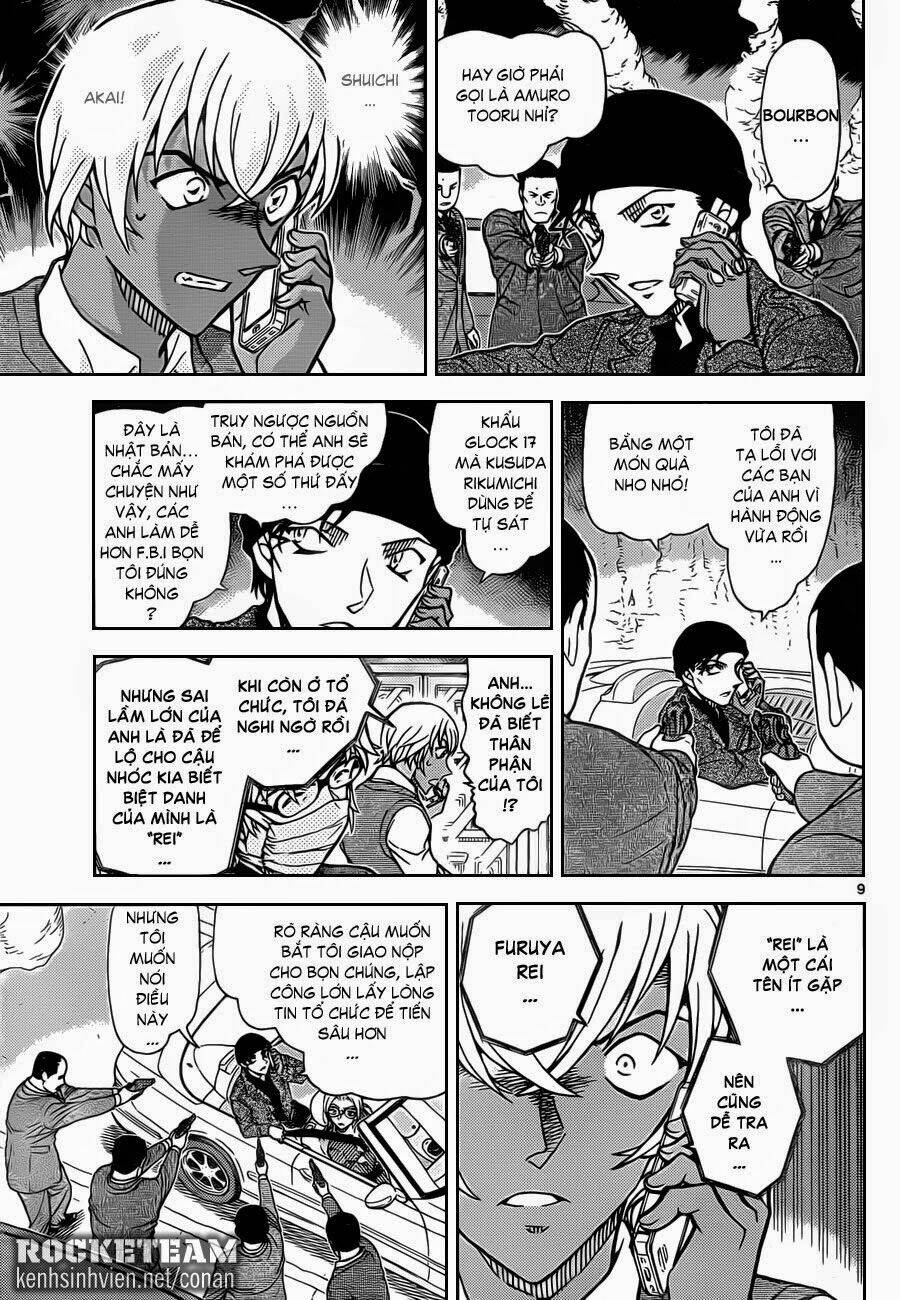 BOURBON
...
HAY GIỜ PHẢI
GỌI LÀ AMURO
TOORU NHỈ?
SHUICHI
...
AKAI!
TÔI ĐÃ
TẠ LỖI VỚI
CÁC BẠN
CỦA ANH VÌ
HÀNH ĐỘNG
VỪA RỒI
...
BẰNG MỘT
MÓN QUÀ
NHO NHỎ!
KHẨU
GLOCK 17
MÀ KUSUDA
RIKUMICHI
DÙNG ĐỂ
TỰ SÁT
...
TRUY NGƯỢC NGUỒN
BÁN, CÓ THỂ ANH SẼ
KHÁM PHÁ ĐƯỢC
MỘT SỐ THỨ ĐẤY
...
ĐÂY LÀ
NHẬT BẢN...
CHẮC MẤY
CHUYỆN NHƯ
VẬY, CÁC
ANH LÀM DỄ
HƠN F.B.I BỌN
TÔI ĐÚNG
KHÔNG
?
ANH...
KHÔNG LẼ
ĐÃ BIẾT
THÂN
PHẬN
CỦA TÔI
!?
KHI CÒN Ở TỔ
CHỨC, TÔI ĐÃ
NGHI NGỜ RỒI
...
NHƯNG SAI
LẦM LỚN CỦA
ANH LÀ ĐÃ ĐỂ
LỘ CHO CẬU
NHÓC KIA BIẾT
BIỆT DANH
CỦA MÌNH LÀ
"REI"
...
9
"REI" LÀ
MỘT CÁI
TÊN ÍT GẶP
...
NÊN
CŨNG
DỄ TRA
RA
...
FURUYA
REI
...
RÕ RÀNG CẬU MUỐN
BẮT TÔI GIAO NỘP
CHO BỌN CHÚNG, LẬP
CÔNG LỚN LẤY LÒNG
TIN TỔ CHỨC ĐỂ TIẾN
SÂU HƠN
...
NHƯNG
TÔI
MUỐN
NÓI
ĐIỀU
NÀY
...
ROCKETEAM
kenhsinhvien.net/conan